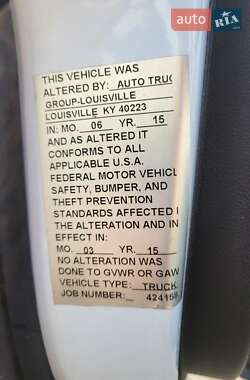 AUTO RIA
THIS VEHICLE WAS
ALTERED BY: AUTO TRUC
GROUP-LOUISVILLE
LOUISVILLE KY 40223
IN: MO. 06 YR. 15
AND AS ALTERED IT
CONFORMS TO ALL
APPLICABLE U.S.A.
FEDERAL MOTOR VEHICL
SAFETY, BUMPER, AND
THEFT PREVENTION
STANDARDS AFFECTED
THE ALTERATION AND IN
EFFECT IN:
MO. 03 YR. 15
NO ALTERATION WAS
DONE TO GVWR OR GAW
VEHICLE TYPE: TRUCK
JOB NUMBER: